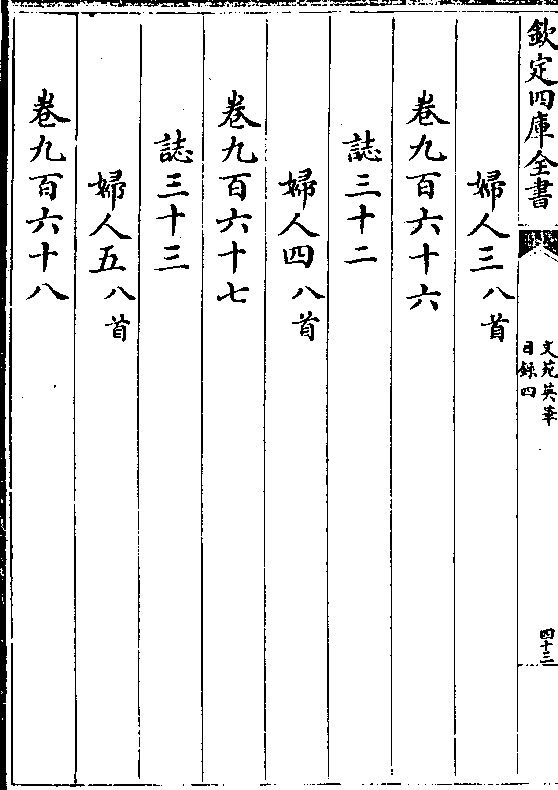 欽定四庫全書
文苑英華
目錄四
四十三
婦人三八首
卷九百六十六
誌三十二
婦人四八首
卷九百六十七
誌三十三
婦人五八首
卷九百六十八